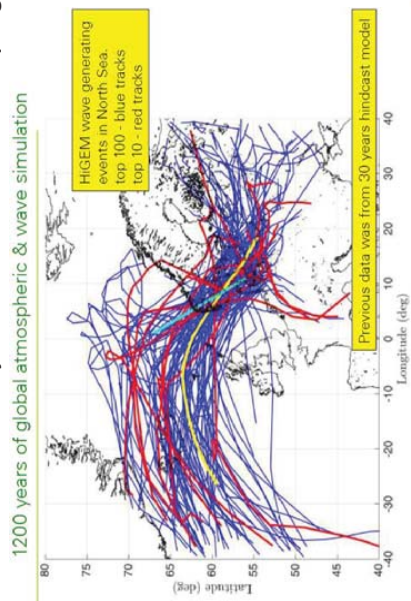 1200 years of global atmospheric & wave simulation
HiGEM wave generating
events in North Sea.
top 100 - blue tracks
top 10 - red tracks
80
75
70
65
60
55
50
45
40
Latitude (deg)
-40
-30
-20
-10
0
10
20
30
40
Longitude (deg)
Previous data was from 30 years hindcast model